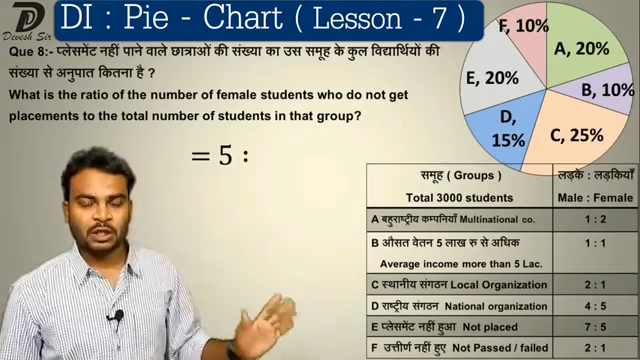 DI : Pie - Chart ( Lesson - 7 )
Devesh Sir
Que 8:- प्लेसमेंट नहीं पाने वाले छात्राओं की संख्या का उस समूह के कुल विद्यार्थियों की
संख्या से अनुपात कितना है ?
What is the ratio of the number of female students who do not get
placements to the total number of students in that group?
= 5 :
F, 10%
A, 20%
E, 20%
B, 10%
D,
15%
C, 25%
समूह ( Groups ) लड़के : लड़कियाँ
Total 3000 students Male : Female
A बहुराष्ट्रीय कम्पनियाँ Multinational co. 1 : 2
B औसत वेतन 5 लाख रु से अधिक 1 : 1
Average income more than 5 Lac.
C स्थानीय संगठन Local Organization 2 : 1
D राष्ट्रीय संगठन National organization 4 : 5
E प्लेसमेंट नहीं हुआ Not placed 7 : 5
F उत्तीर्ण नहीं हुए Not Passed / failed 2 : 1